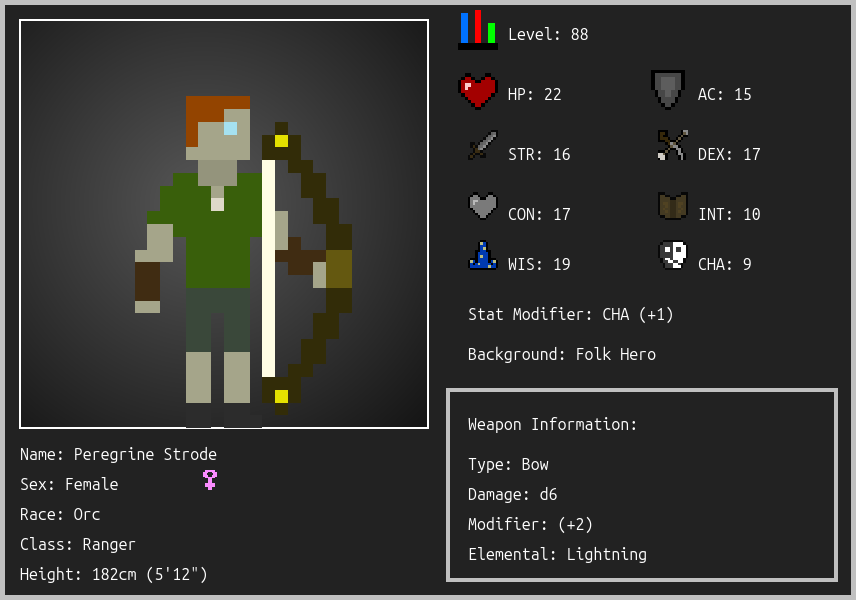 Level: 88
HP: 22
AC: 15
STR: 16
DEX: 17
CON: 17
INT: 10
WIS: 19
CHA: 9
Stat Modifier: CHA (+1)
Background: Folk Hero
Weapon Information:
Type: Bow
Damage: d6
Modifier: (+2)
Elemental: Lightning
Name: Peregrine Strode
Sex: Female
Race: Orc
Class: Ranger
Height: 182cm (5'12")